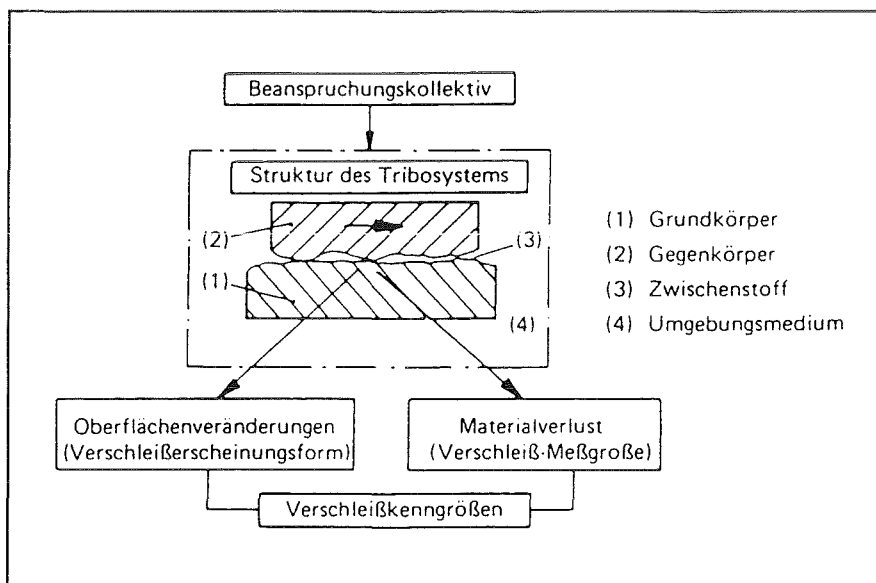 Beanspruchungskollektiv
Struktur des Tribosystems
(2)
(3)
(1)
(4)
(1) Grundkörper
(2) Gegenkörper
(3) Zwischenstoff
(4) Umgebungsmedium
Oberflächenveränderungen
(Verschleißerscheinungsform)
Materialverlust
(Verschleiß-Meßgroße)
Verschleißkenngrößen